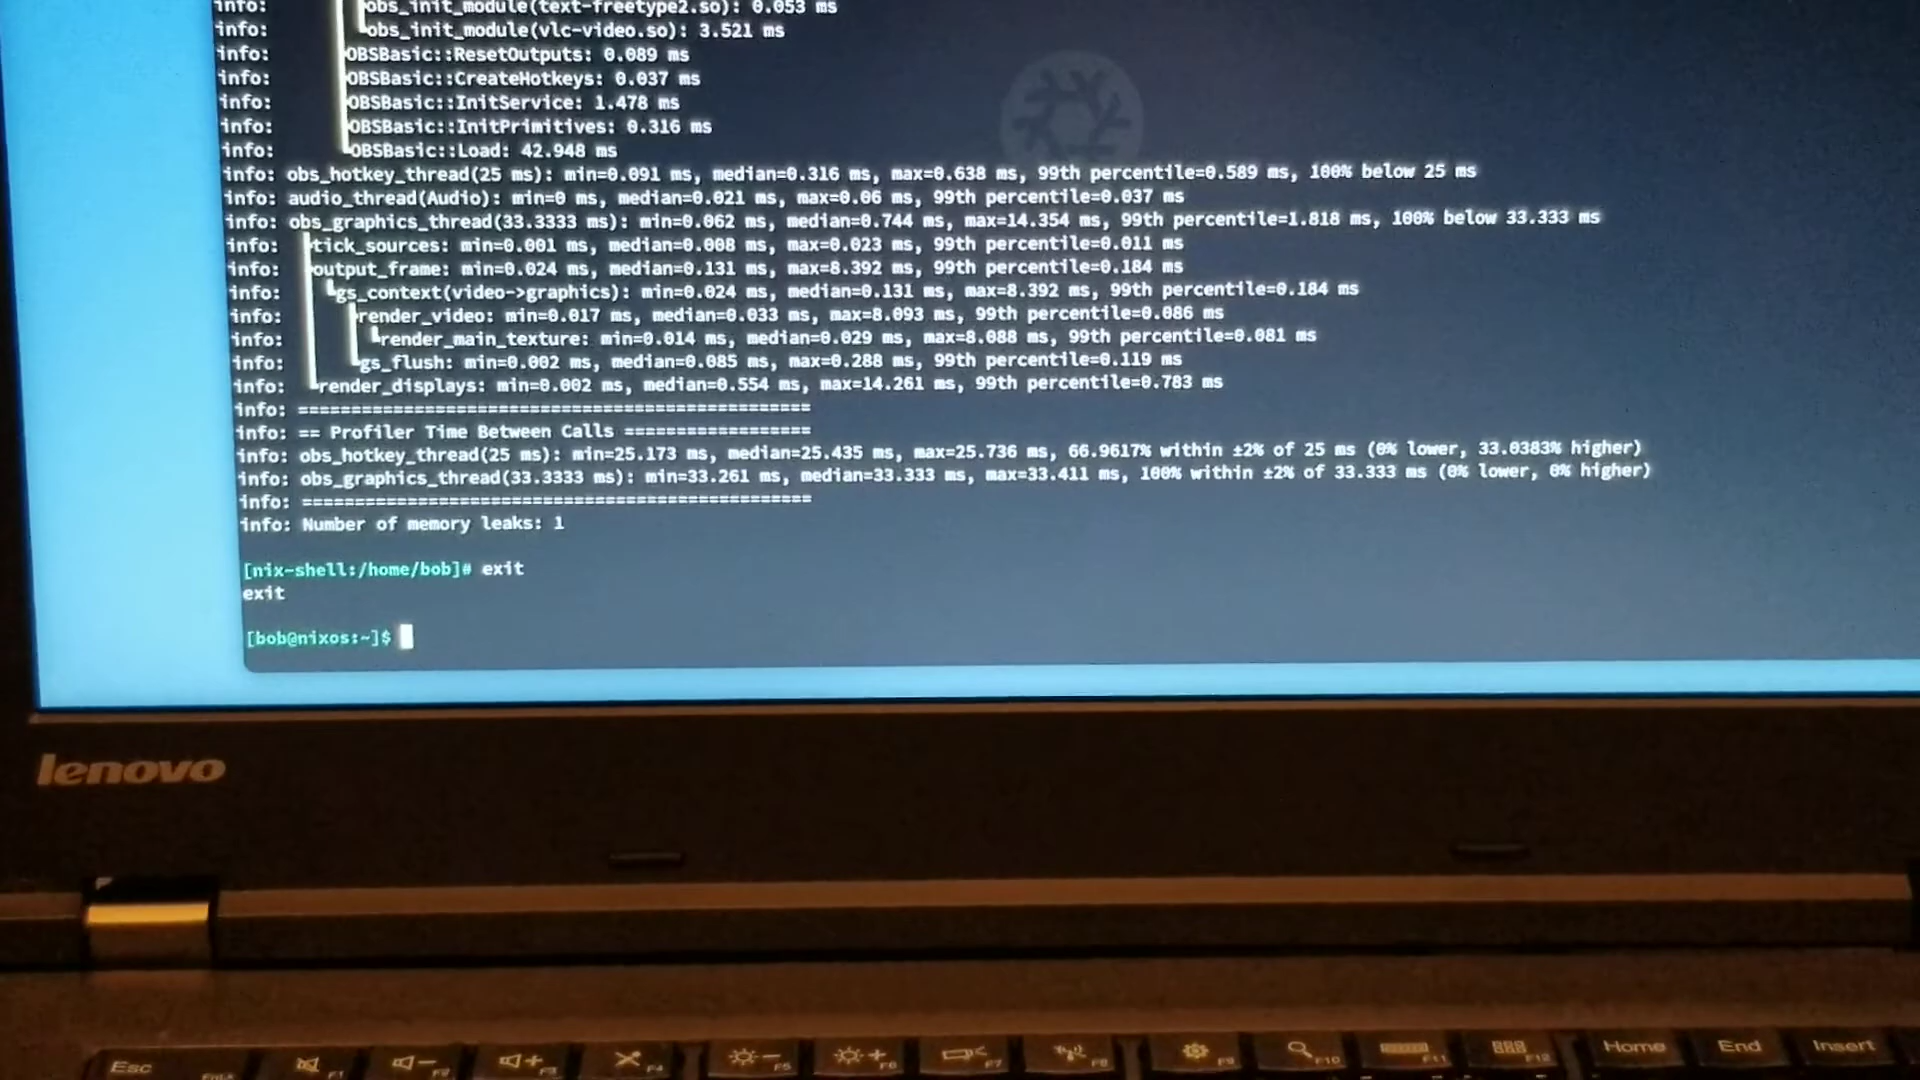 info: obs_init_module(text-freetype2.so): 0.053 ms
info: obs_init_module(vlc-video.so): 3.521 ms
info: OBSBasic::ResetOutputs: 0.089 ms
info: OBSBasic::CreateHotkeys: 0.037 ms
info: OBSBasic::InitService: 1.478 ms
info: OBSBasic::InitPrimitives: 0.316 ms
info: OBSBasic::Load: 42.948 ms
info: obs_hotkey_thread(25 ms): min=0.091 ms, median=0.316 ms, max=0.638 ms, 99th percentile=0.589 ms, 100% below 25 ms
info: audio_thread(Audio): min=0 ms, median=0.021 ms, max=0.06 ms, 99th percentile=0.037 ms
info: obs_graphics_thread(33.3333 ms): min=0.062 ms, median=0.744 ms, max=14.354 ms, 99th percentile=1.818 ms, 100% below 33.333 ms
info: tick_sources: min=0.001 ms, median=0.008 ms, max=0.023 ms, 99th percentile=0.011 ms
info: output_frame: min=0.024 ms, median=0.131 ms, max=8.392 ms, 99th percentile=0.184 ms
info: gs_context(video->graphics): min=0.024 ms, median=0.131 ms, max=8.392 ms, 99th percentile=0.184 ms
info: render_video: min=0.017 ms, median=0.033 ms, max=8.093 ms, 99th percentile=0.086 ms
info: render_main_texture: min=0.014 ms, median=0.029 ms, max=8.088 ms, 99th percentile=0.081 ms
info: gs_flush: min=0.002 ms, median=0.085 ms, max=0.288 ms, 99th percentile=0.119 ms
info: render_displays: min=0.002 ms, median=0.554 ms, max=14.261 ms, 99th percentile=0.783 ms
info: =================================================
info: == Profiler Time Between Calls ==================
info: obs_hotkey_thread(25 ms): min=25.173 ms, median=25.435 ms, max=25.736 ms, 66.9617% within ±2% of 25 ms (0% lower, 33.0383% higher)
info: obs_graphics_thread(33.3333 ms): min=33.261 ms, median=33.333 ms, max=33.411 ms, 100% within ±2% of 33.333 ms (0% lower, 0% higher)
info: =================================================
info: Number of memory leaks: 1
[nix-shell:/home/bob]# exit
exit
[bob@nixos:~]$
lenovo
Esc FnLk F1 F2 F3 F4 F5 F6 F7 F8 F9 F10 F11 F12 Home End Insert